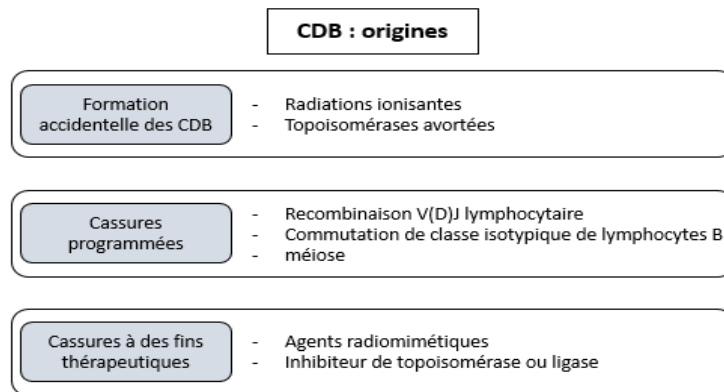 CDB : origines
Formation
accidentelle des CDB
- Radiations ionisantes
- Topoisomérases avortées
Cassures
programmées
- Recombinaison V(D)J lymphocytaire
- Commutation de classe isotypique de lymphocytes B
- méiose
Cassures à des fins
thérapeutiques
- Agents radiomimétiques
- Inhibiteur de topoisomérase ou ligase